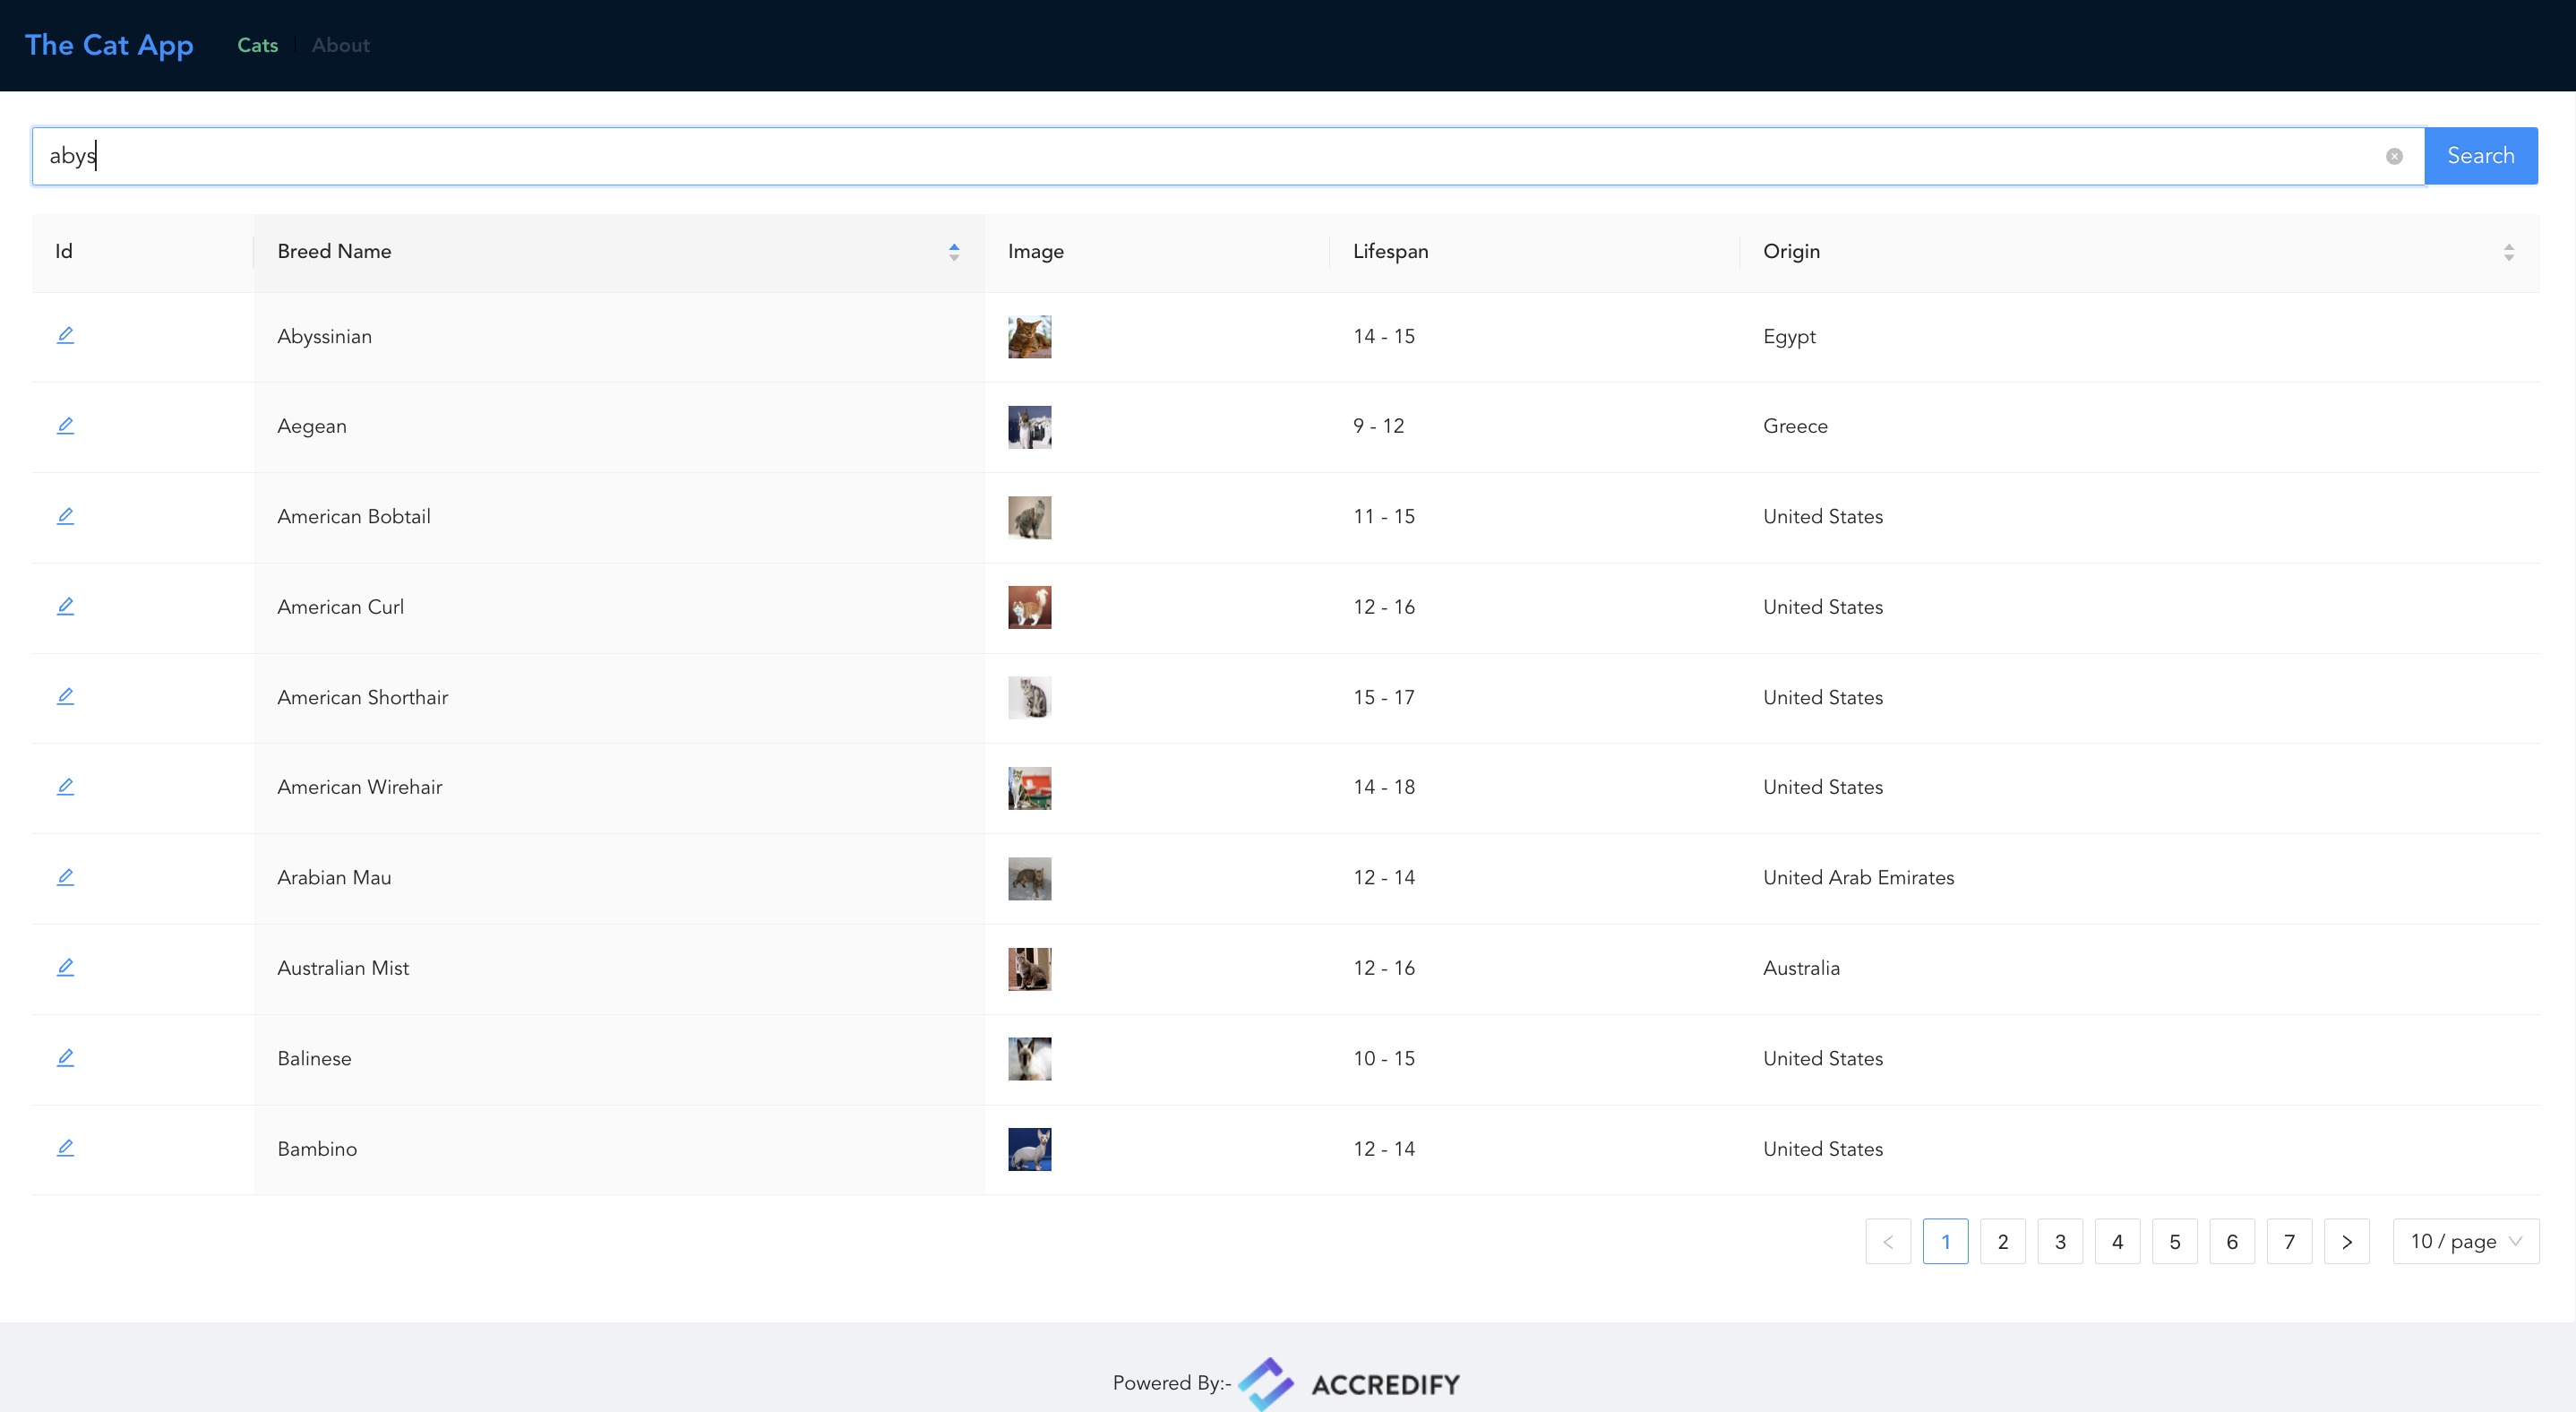 The Cat App Cats About
abys Search
Id Breed Name Image Lifespan Origin
Abyssinian 14 - 15 Egypt
Aegean 9 - 12 Greece
American Bobtail 11 - 15 United States
American Curl 12 - 16 United States
American Shorthair 15 - 17 United States
American Wirehair 14 - 18 United States
Arabian Mau 12 - 14 United Arab Emirates
Australian Mist 12 - 16 Australia
Balinese 10 - 15 United States
Bambino 12 - 14 United States
< 1 2 3 4 5 6 7 > 10 / page
Powered By:- ACCREDIFY